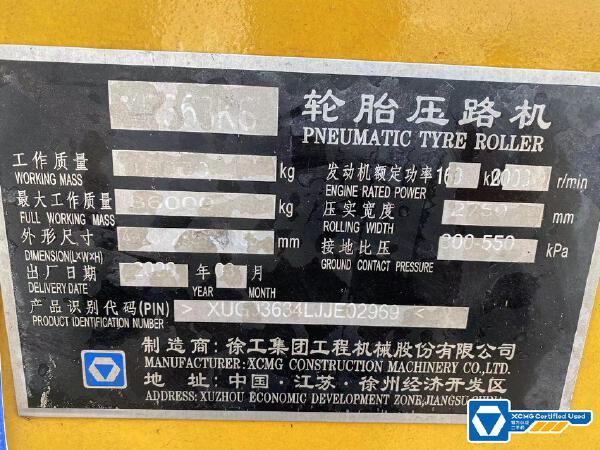 轮胎压路机
PNEUMATIC TYRE ROLLER
工作质量 kg
WORKING MASS
最大工作质量 36000 kg
FULL WORKING MASS
外形尺寸 mm
DIMENSION(L×W×H)
出厂日期 年 03 月
DELIVERY DATE YEAR MONTH
发动机额定功率 r/min
ENGINE RATED POWER
压实宽度 2750 mm
ROLLING WIDTH
接地比压 kPa
GROUND CONTACT PRESSURE
产品识别代码(PIN)
PRODUCT IDENTIFICATION NUMBER
制造商:徐工集团工程机械股份有限公司
MANUFACTURER:XCMG CONSTRUCTION MACHINERY CO.,LTD.
地 址:中国·江苏·徐州经济开发区
ADDRESS:XUZHOU ECONOMIC DEVELOPMENT ZONE,JIANGSU,CHINA
XCMG Certified Used